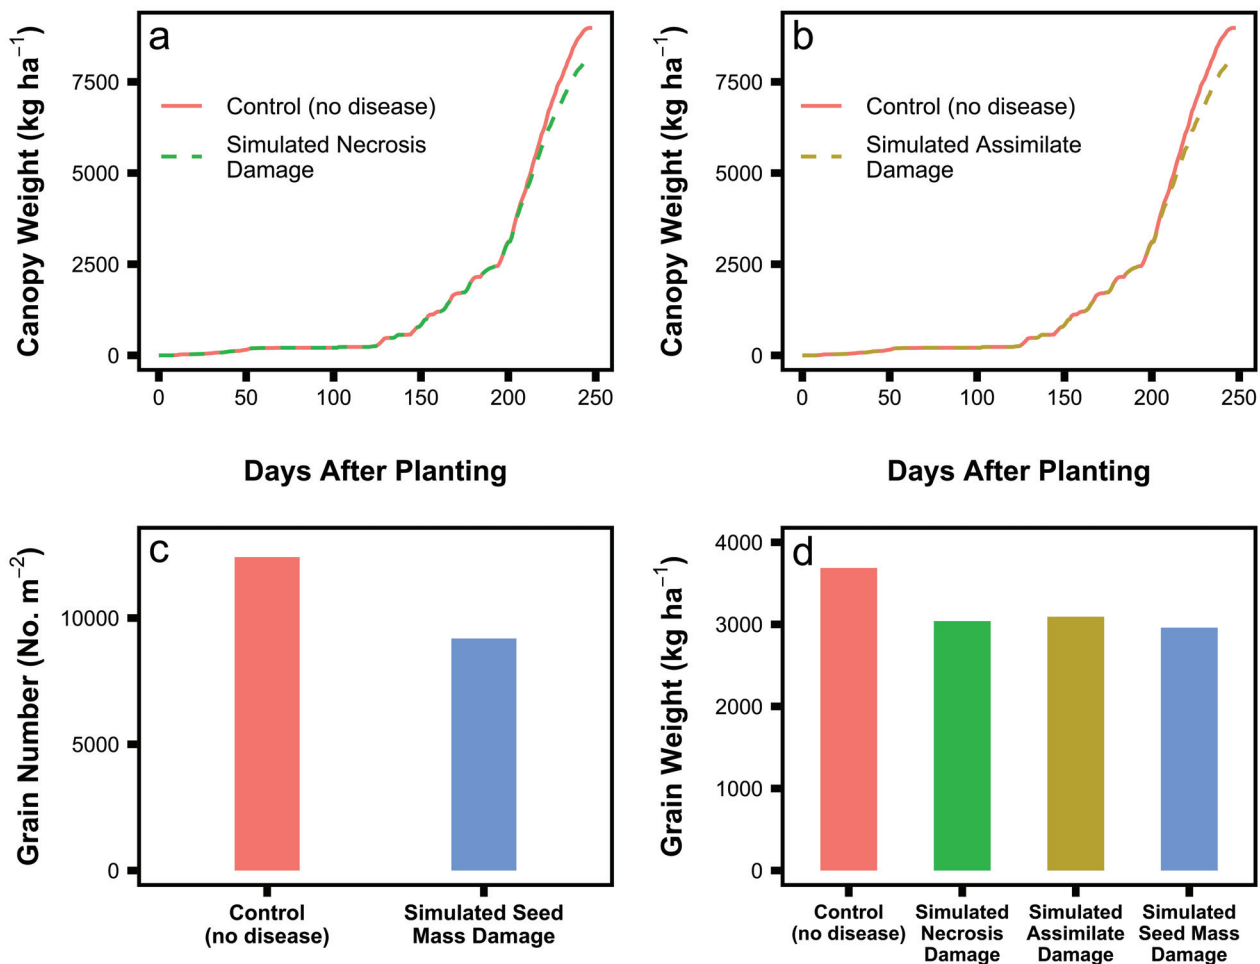 a
Canopy Weight (kg ha⁻¹)
7500
5000
2500
0
Control (no disease)
Simulated Necrosis
Damage
0
50
100
150
200
250
Days After Planting
b
Canopy Weight (kg ha⁻¹)
7500
5000
2500
0
Control (no disease)
Simulated Assimilate
Damage
0
50
100
150
200
250
Days After Planting
c
Grain Number (No. m⁻²)
10000
5000
0
Control
(no disease)
Simulated Seed
Mass Damage
d
Grain Weight (kg ha⁻¹)
4000
3000
2000
1000
0
Control
(no disease)
Simulated
Necrosis
Damage
Simulated
Assimilate
Damage
Simulated
Seed Mass
Damage